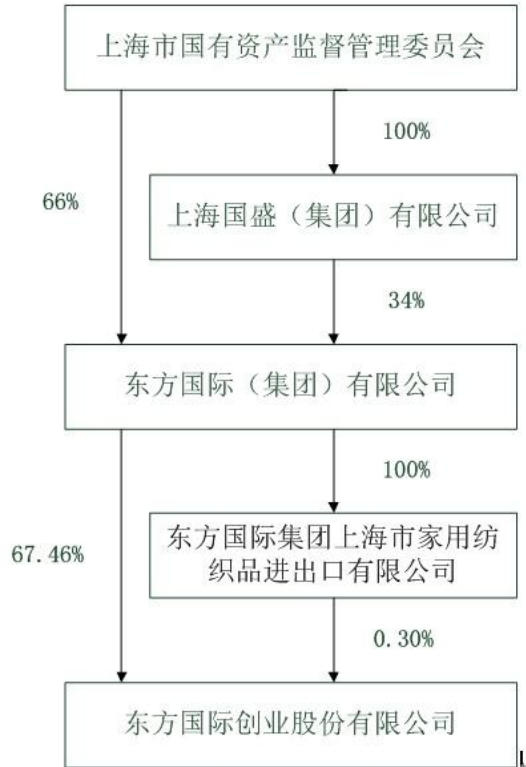 上海市国有资产监督管理委员会
100%
66%
上海国盛（集团）有限公司
34%
东方国际（集团）有限公司
100%
67.46%
东方国际集团上海市家用纺
织品进出口有限公司
0.30%
东方国际创业股份有限公司